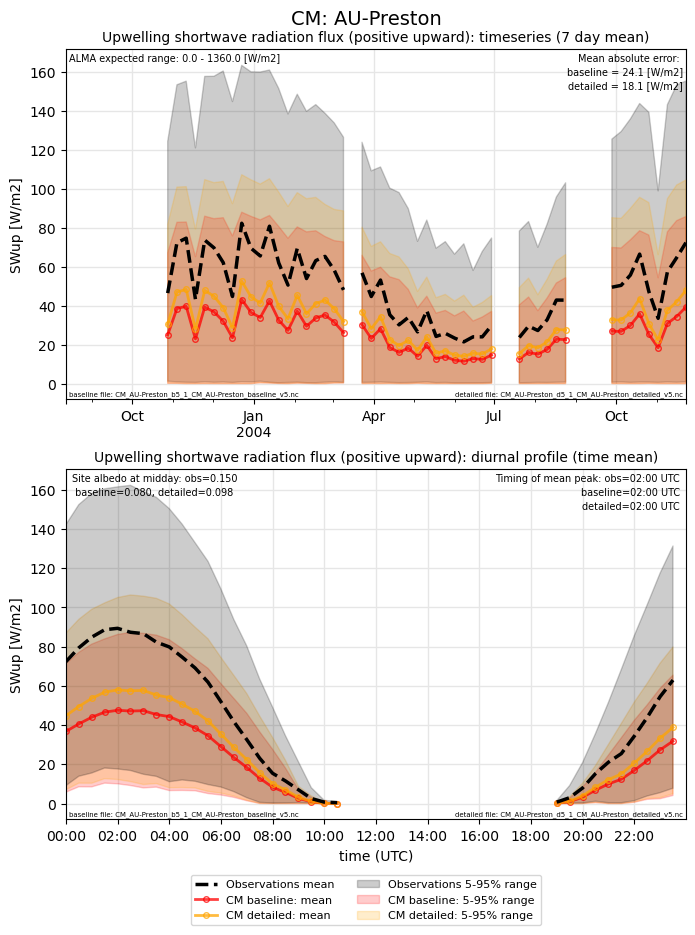 CM: AU-Preston
Upwelling shortwave radiation flux (positive upward): timeseries (7 day mean)
ALMA expected range: 0.0 - 1360.0 [W/m2]
Mean absolute error:
baseline = 24.1 [W/m2]
detailed = 18.1 [W/m2]
SWup [W/m2]
160
140
120
100
80
60
40
20
0
baseline file: CM_AU-Preston_b5_1_CM_AU-Preston_baseline_v5.nc
detailed file: CM_AU-Preston_d5_1_CM_AU-Preston_detailed_v5.nc
Oct
Jan
2004
Apr
Jul
Oct
Upwelling shortwave radiation flux (positive upward): diurnal profile (time mean)
Site albedo at midday: obs=0.150
baseline=0.080, detailed=0.098
Timing of mean peak: obs=02:00 UTC
baseline=02:00 UTC
detailed=02:00 UTC
SWup [W/m2]
160
140
120
100
80
60
40
20
0
baseline file: CM_AU-Preston_b5_1_CM_AU-Preston_baseline_v5.nc
detailed file: CM_AU-Preston_d5_1_CM_AU-Preston_detailed_v5.nc
00:00 02:00 04:00 06:00 08:00 10:00 12:00 14:00 16:00 18:00 20:00 22:00
time (UTC)
Observations mean
CM baseline: mean
CM detailed: mean
Observations 5-95% range
CM baseline: 5-95% range
CM detailed: 5-95% range